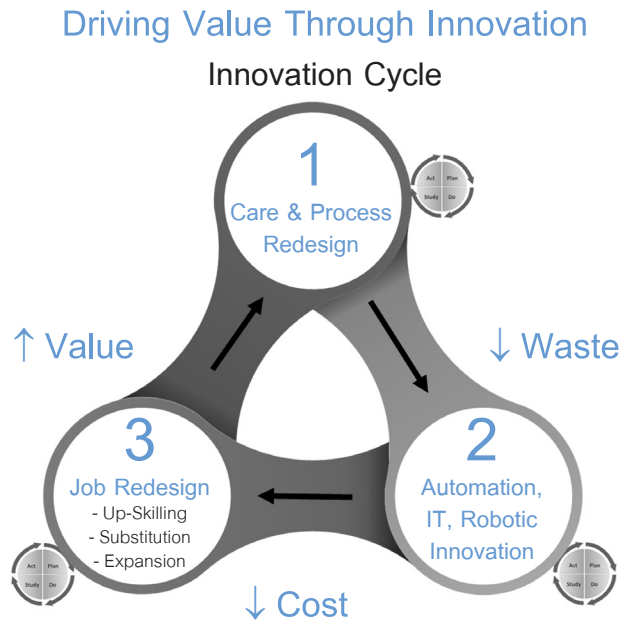 Driving Value Through Innovation
Innovation Cycle
1
Care & Process
Redesign
Act Plan
Study Do
↑ Value
↓ Waste
3
Job Redesign
- Up-Skilling
- Substitution
- Expansion
2
Automation,
IT, Robotic
Innovation
Act Plan
Study Do
Act Plan
Study Do
↓ Cost